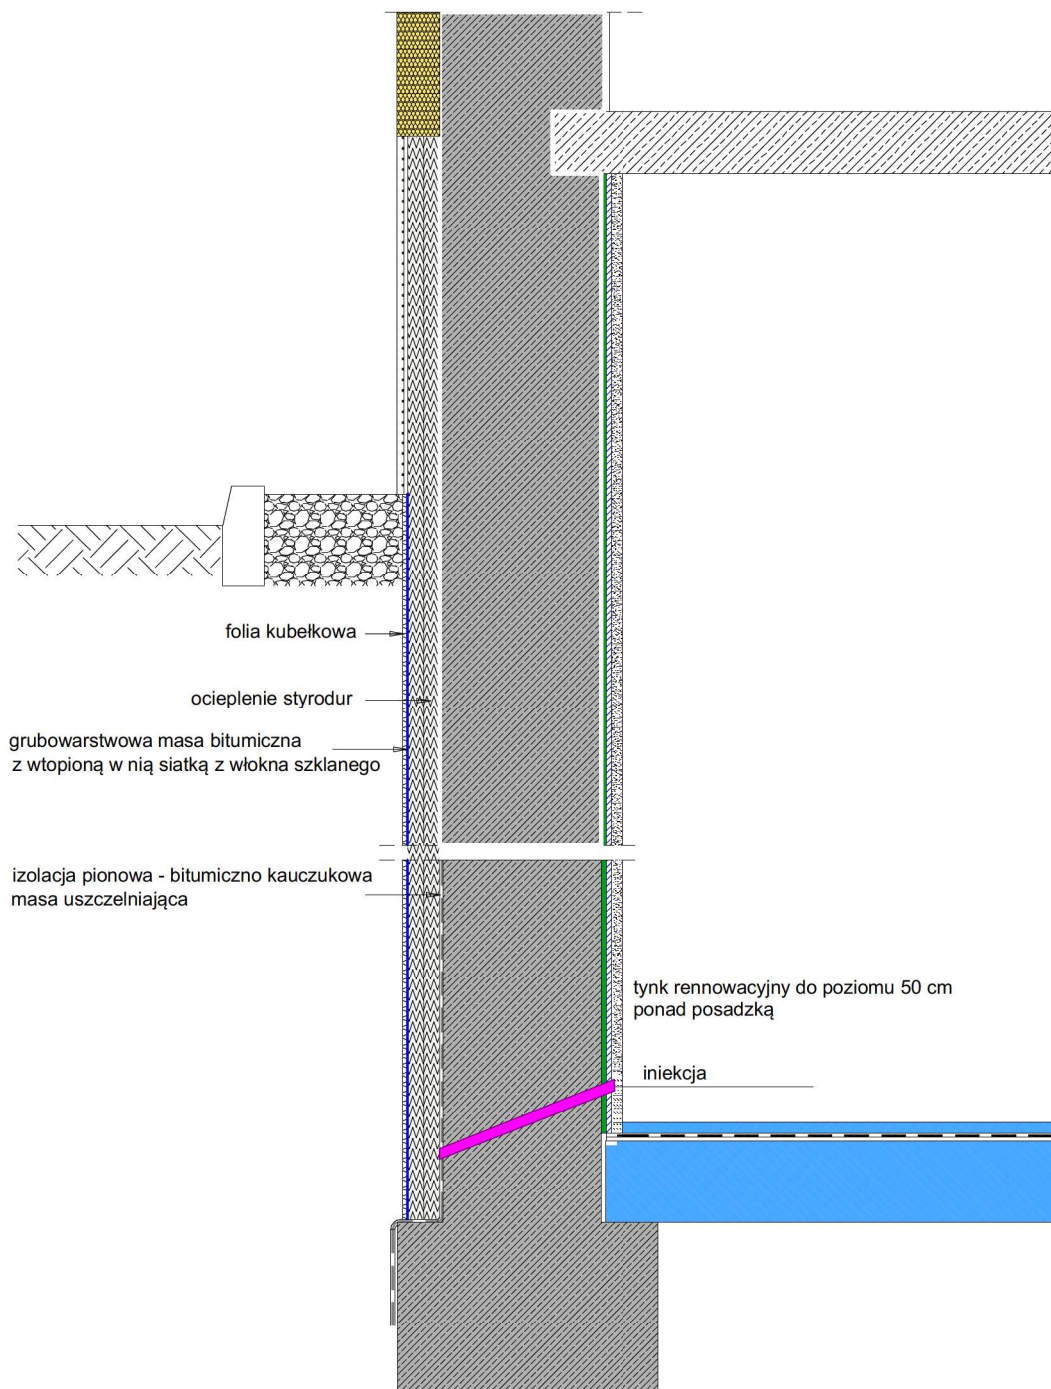 folia kubełkowa
ocieplenie styrodur
grubowarstwowa masa bitumiczna
z wtopioną w nią siatką z włokna szklanego
izolacja pionowa - bitumiczno kauczukowa
masa uszczelniająca
tynk rennowacyjny do poziomu 50 cm
ponad posadzką
iniekcja